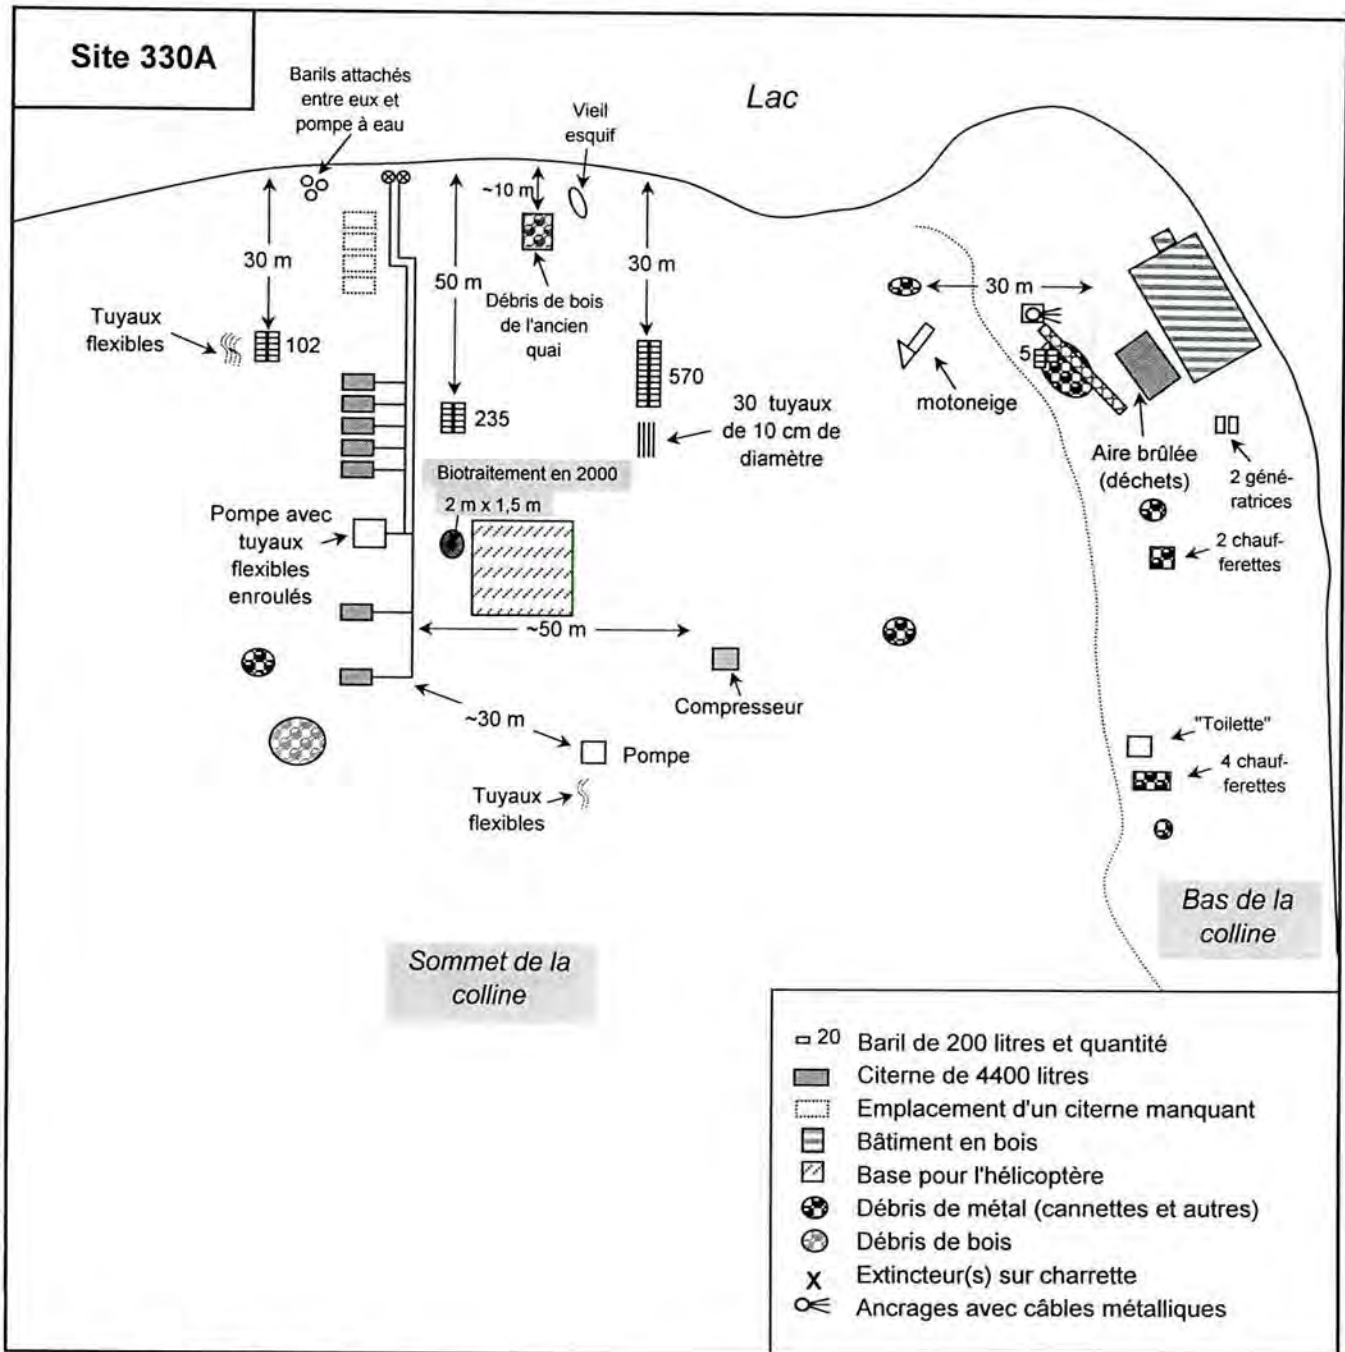 Site 330A
Barils attachés
entre eux et
pompe à eau
Vieil
esquif
Lac
~10 m
30 m
50 m
30 m
30 m
Débris de bois
de l'ancien
quai
Tuyaux
flexibles
102
570
235
30 tuyaux
de 10 cm de
diamètre
motoneige
5
Aire brûlée
(déchets)
2 géné-
ratrices
2 chauf-
ferettes
Biotraitement en 2000
2 m x 1,5 m
Pompe avec
tuyaux
flexibles
enroulés
~50 m
Compresseur
~30 m
Pompe
Tuyaux
flexibles
"Toilette"
4 chauf-
ferettes
Bas de la
colline
Sommet de la
colline
20 Baril de 200 litres et quantité
Citerne de 4400 litres
Emplacement d'un citerne manquant
Bâtiment en bois
Base pour l'hélicoptère
Débris de métal (cannettes et autres)
Débris de bois
X Extincteur(s) sur charrette
Ancrages avec câbles métalliques